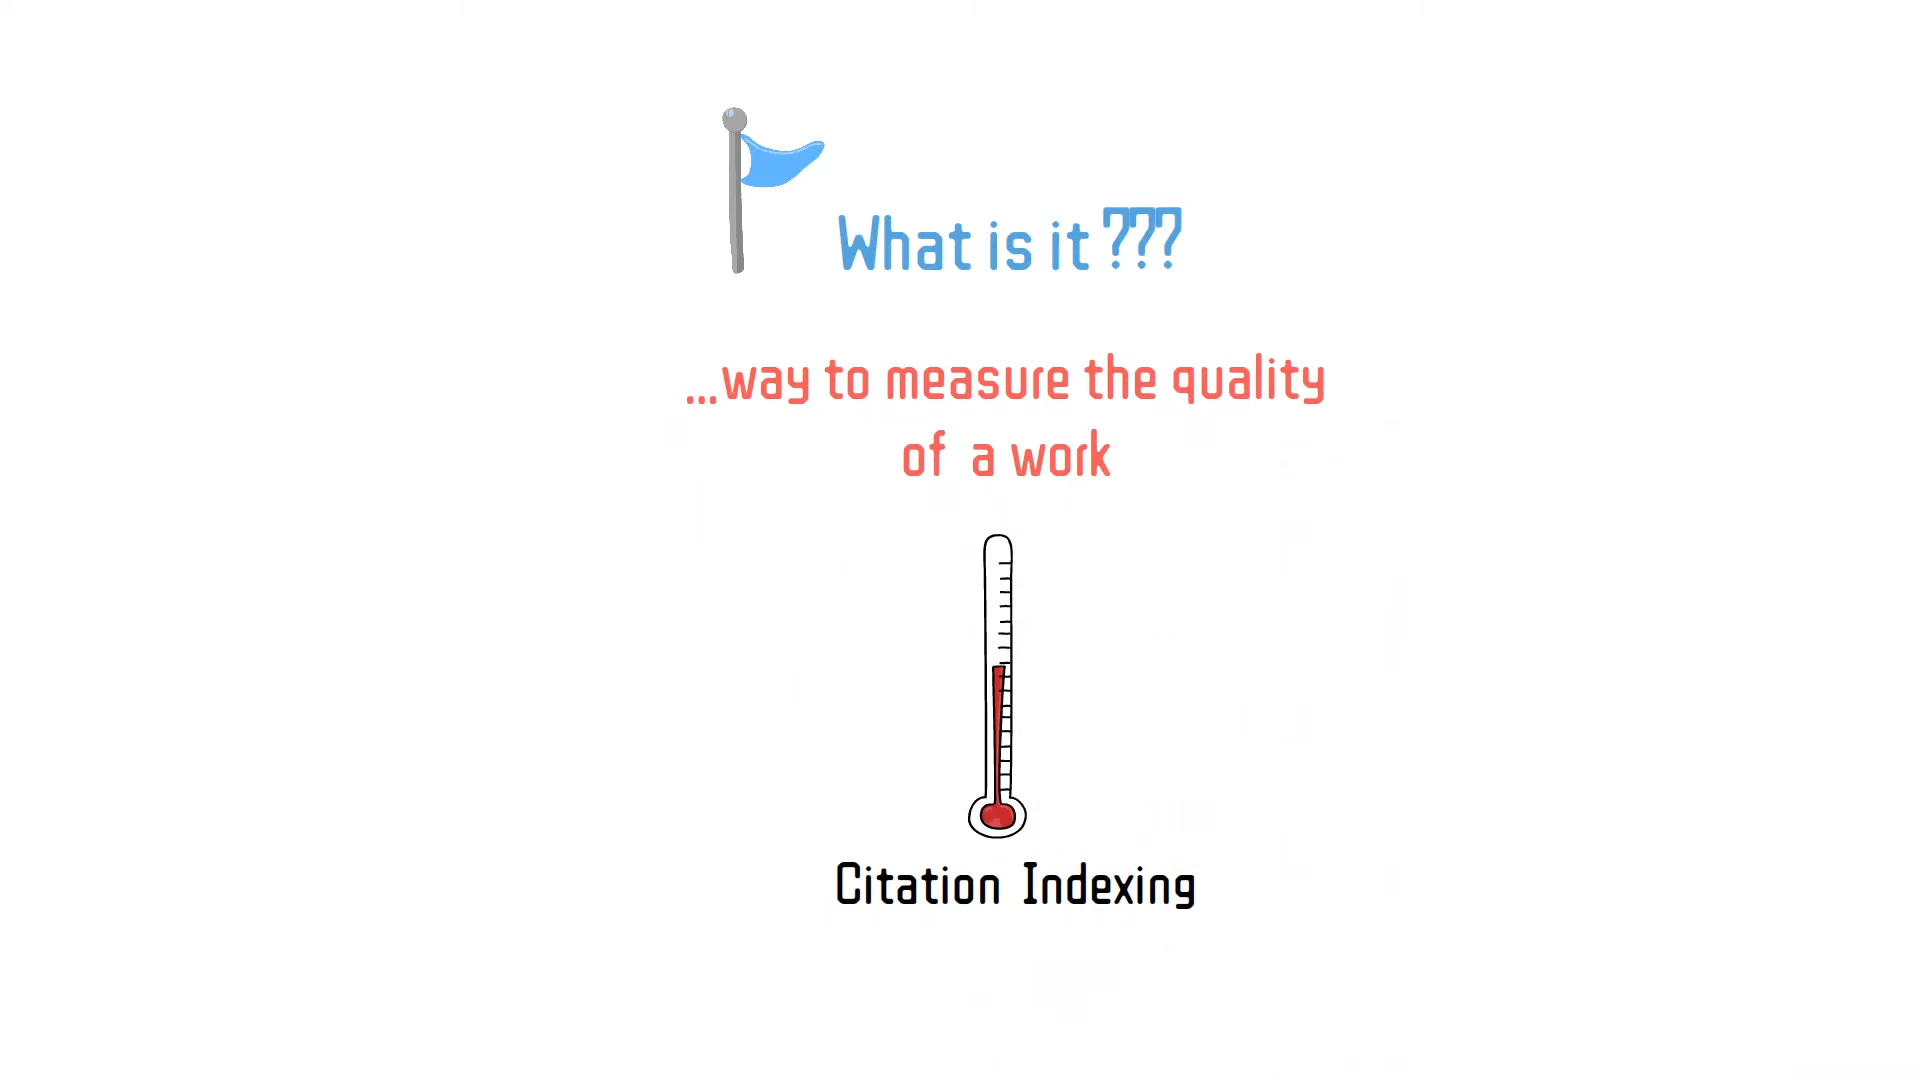 What is it ???
...way to measure the quality
of a work
Citation Indexing